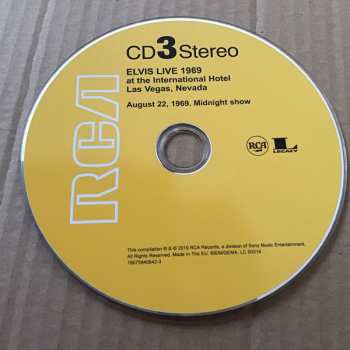 CD3Stereo
ELVIS LIVE 1969
at the International Hotel
Las Vegas, Nevada
August 22, 1969. Midnight show
RCA
RCA
LEGACY
This compilation ℗ & © 2019 RCA Records, a division of Sony Music Entertainment.
All Rights Reserved. Made in The EU. BIEM/GEMA. LC 00316